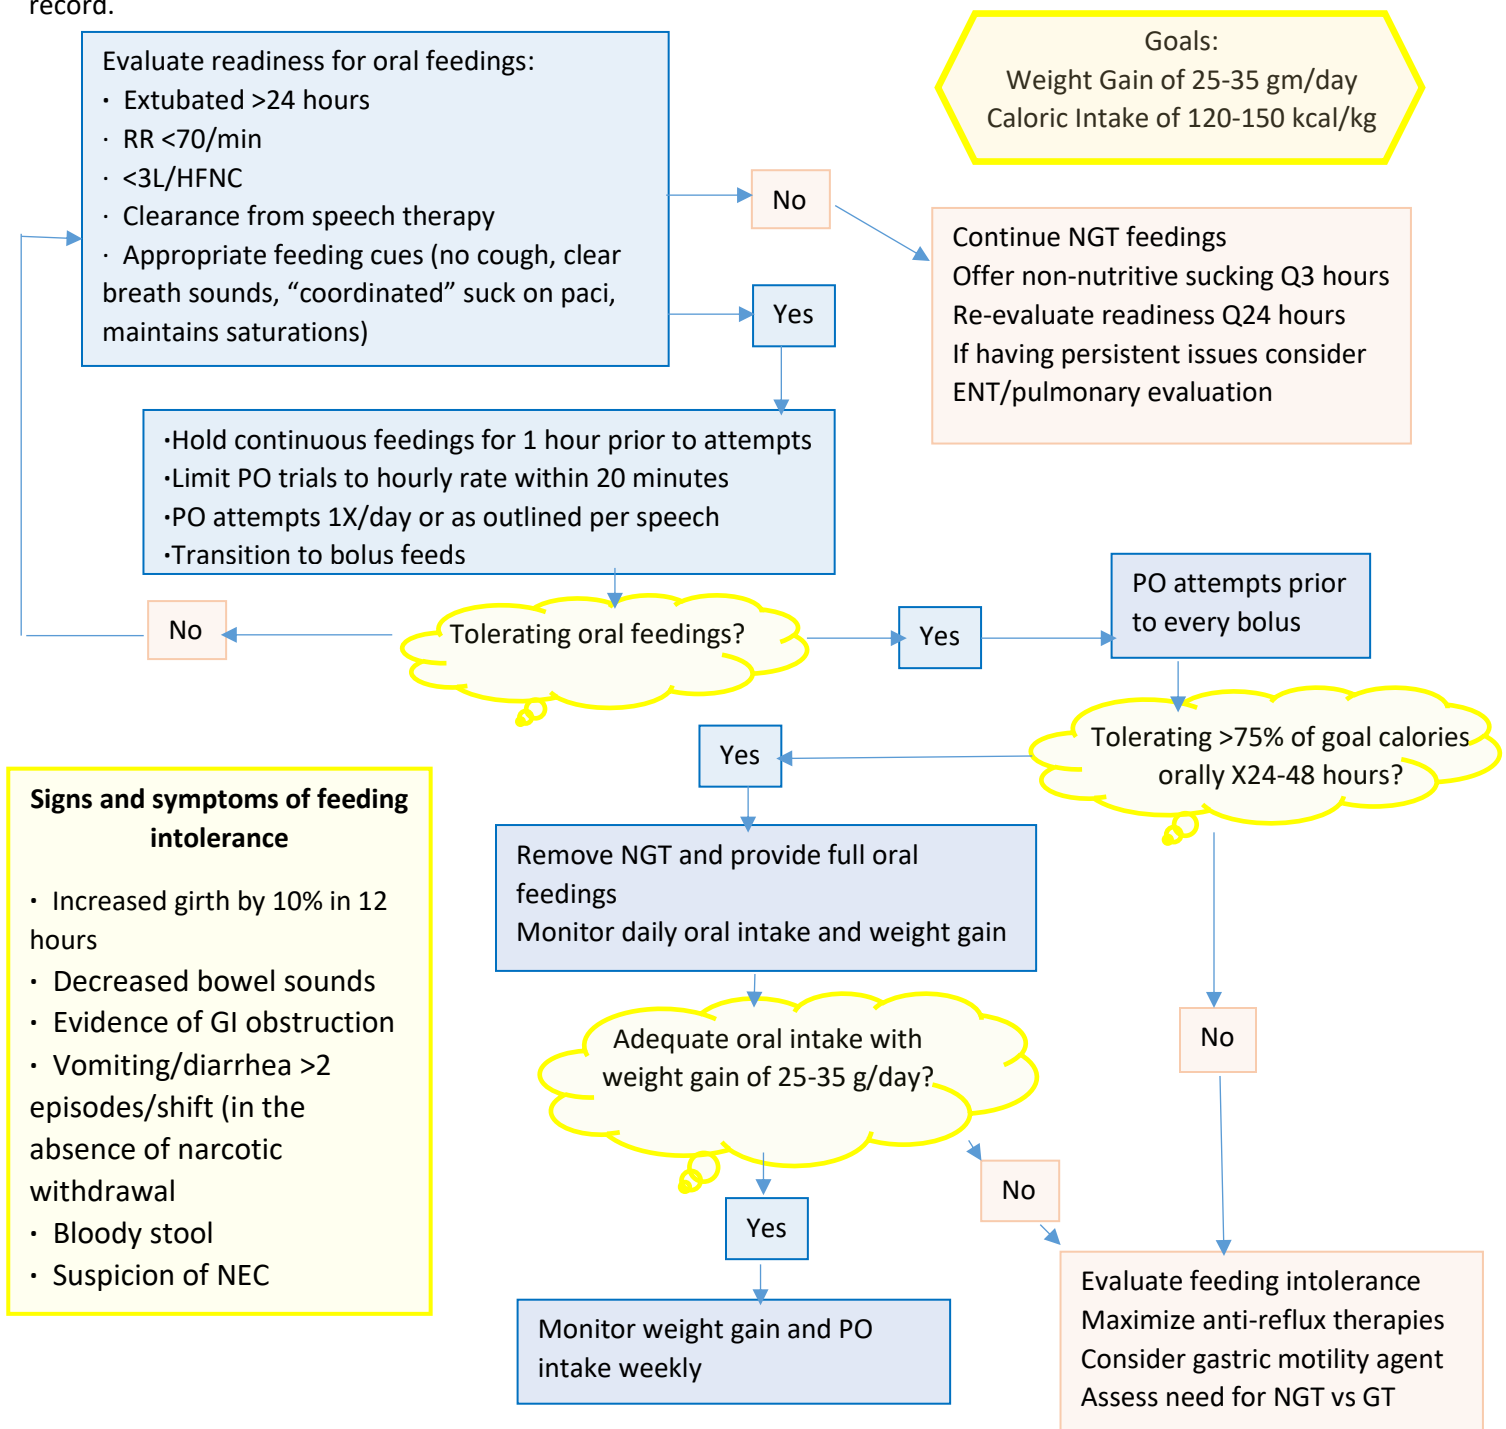 record.
Evaluate readiness for oral feedings:
· Extubated >24 hours
· RR <70/min
· <3L/HFNC
· Clearance from speech therapy
· Appropriate feeding cues (no cough, clear
breath sounds, “coordinated” suck on paci,
maintains saturations)
Goals:
Weight Gain of 25-35 gm/day
Caloric Intake of 120-150 kcal/kg
No
Continue NGT feedings
Offer non-nutritive sucking Q3 hours
Re-evaluate readiness Q24 hours
If having persistent issues consider
ENT/pulmonary evaluation
Yes
·Hold continuous feedings for 1 hour prior to attempts
·Limit PO trials to hourly rate within 20 minutes
·PO attempts 1X/day or as outlined per speech
·Transition to bolus feeds
Tolerating oral feedings?
No
Yes
PO attempts prior
to every bolus
Tolerating >75% of goal calories
orally X24-48 hours?
Yes
Remove NGT and provide full oral
feedings
Monitor daily oral intake and weight gain
Signs and symptoms of feeding
intolerance
· Increased girth by 10% in 12
hours
· Decreased bowel sounds
· Evidence of GI obstruction
· Vomiting/diarrhea >2
episodes/shift (in the
absence of narcotic
withdrawal
· Bloody stool
· Suspicion of NEC
Adequate oral intake with
weight gain of 25-35 g/day?
No
No
Yes
Monitor weight gain and PO
intake weekly
Evaluate feeding intolerance
Maximize anti-reflux therapies
Consider gastric motility agent
Assess need for NGT vs GT